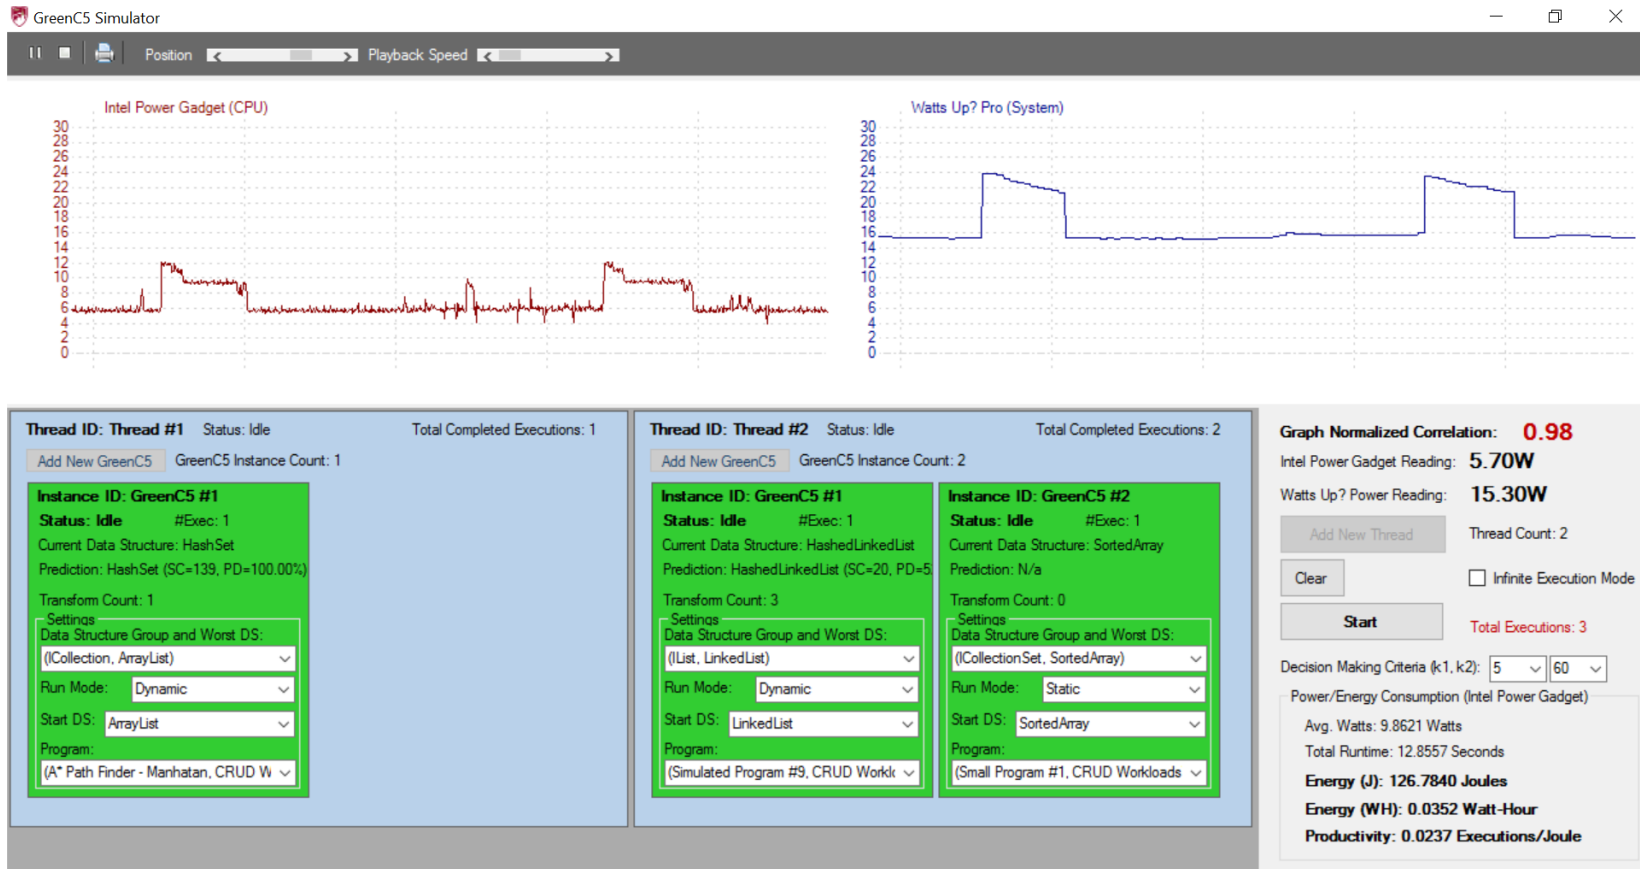 GreenC5 Simulator
Position
Playback Speed
Intel Power Gadget (CPU)
30
28
26
24
22
20
18
16
14
12
10
8
6
4
2
0
Watts Up? Pro (System)
30
28
26
24
22
20
18
16
14
12
10
8
6
4
2
0
Thread ID: Thread #1 Status: Idle Total Completed Executions: 1
Add New GreenC5 GreenC5 Instance Count: 1
Instance ID: GreenC5 #1
Status: Idle #Exec: 1
Current Data Structure: HashSet
Prediction: HashSet (SC=139, PD=100.00%)
Transform Count: 1
Settings
Data Structure Group and Worst DS:
(ICollection, ArrayList)
Run Mode: Dynamic
Start DS: ArrayList
Program:
(A* Path Finder - Manhatan, CRUD W
Thread ID: Thread #2 Status: Idle Total Completed Executions: 2
Add New GreenC5 GreenC5 Instance Count: 2
Instance ID: GreenC5 #1
Status: Idle #Exec: 1
Current Data Structure: HashedLinkedList
Prediction: HashedLinkedList (SC=20, PD=5
Transform Count: 3
Settings
Data Structure Group and Worst DS:
(IList, LinkedList)
Run Mode: Dynamic
Start DS: LinkedList
Program:
(Simulated Program #9, CRUD Workl
Instance ID: GreenC5 #2
Status: Idle #Exec: 1
Current Data Structure: SortedArray
Prediction: N/a
Transform Count: 0
Settings
Data Structure Group and Worst DS:
(ICollectionSet, SortedArray)
Run Mode: Static
Start DS: SortedArray
Program:
(Small Program #1, CRUD Workloads
Graph Normalized Correlation: 0.98
Intel Power Gadget Reading: 5.70W
Watts Up? Power Reading: 15.30W
Add New Thread Thread Count: 2
Clear Infinite Execution Mode
Start Total Executions: 3
Decision Making Criteria (k1, k2): 5 60
Power/Energy Consumption (Intel Power Gadget)
Avg. Watts: 9.8621 Watts
Total Runtime: 12.8557 Seconds
Energy (J): 126.7840 Joules
Energy (WH): 0.0352 Watt-Hour
Productivity: 0.0237 Executions/Joule